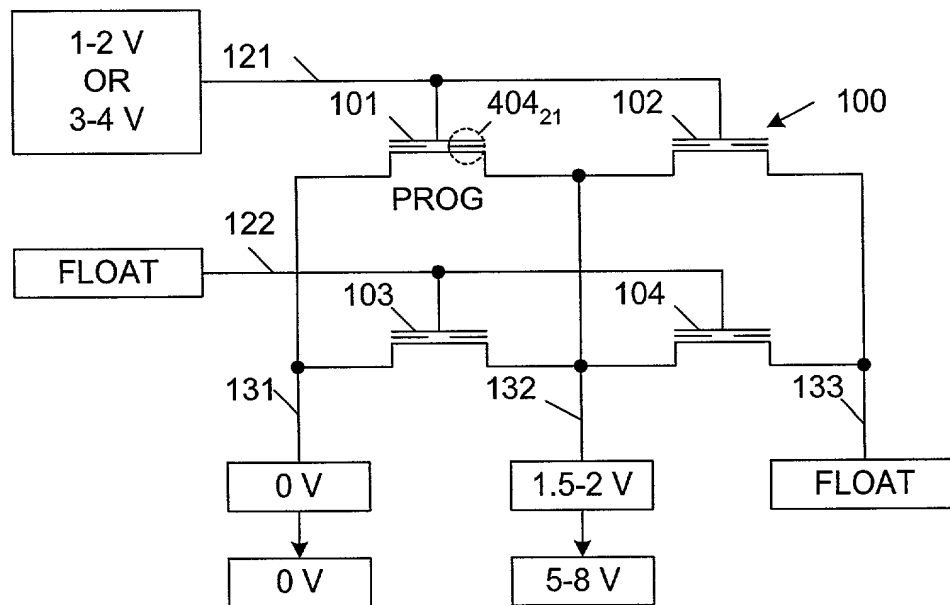 1-2 V
OR
3-4 V
121
101
404₂₁
102
100
PROG
122
FLOAT
103
104
131
132
133
0 V
1.5-2 V
FLOAT
0 V
5-8 V